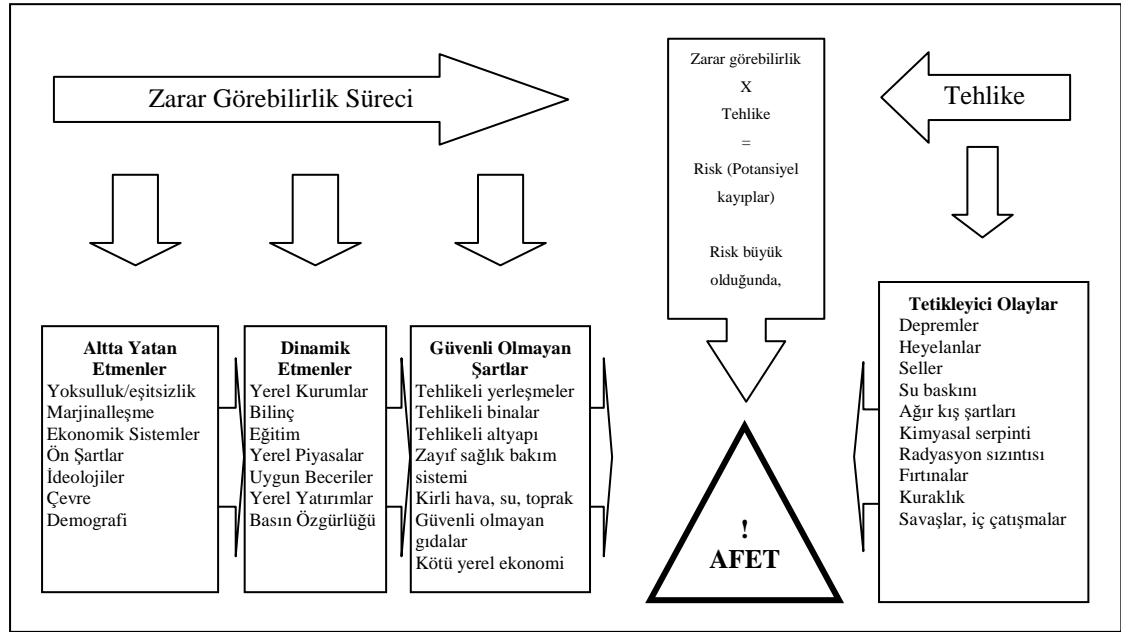 Zarar Görebilirlik Süreci
Zarar görebilirlik
X
Tehlike
=
Risk (Potansiyel
kayıplar)
Risk büyük
olduğunda,
Tehlike
Altta Yatan
Etmenler
Yoksulluk/eşitsizlik
Marjinalleşme
Ekonomik Sistemler
Ön Şartlar
İdeolojiler
Çevre
Demografi
Dinamik
Etmenler
Yerel Kurumlar
Bilinç
Eğitim
Yerel Piyasalar
Uygun Beceriler
Yerel Yatırımlar
Basın Özgürlüğü
Güvenli Olmayan
Şartlar
Tehlikeli yerleşmeler
Tehlikeli binalar
Tehlikeli altyapı
Zayıf sağlık bakım
sistemi
Kirli hava, su, toprak
Güvenli olmayan
gıdalar
Kötü yerel ekonomi
!
AFET
Tetikleyici Olaylar
Depremler
Heyelanlar
Seller
Su baskını
Ağır kış şartları
Kimyasal serpinti
Radyasyon sızıntısı
Fırtınalar
Kuraklık
Savaşlar, iç çatışmalar